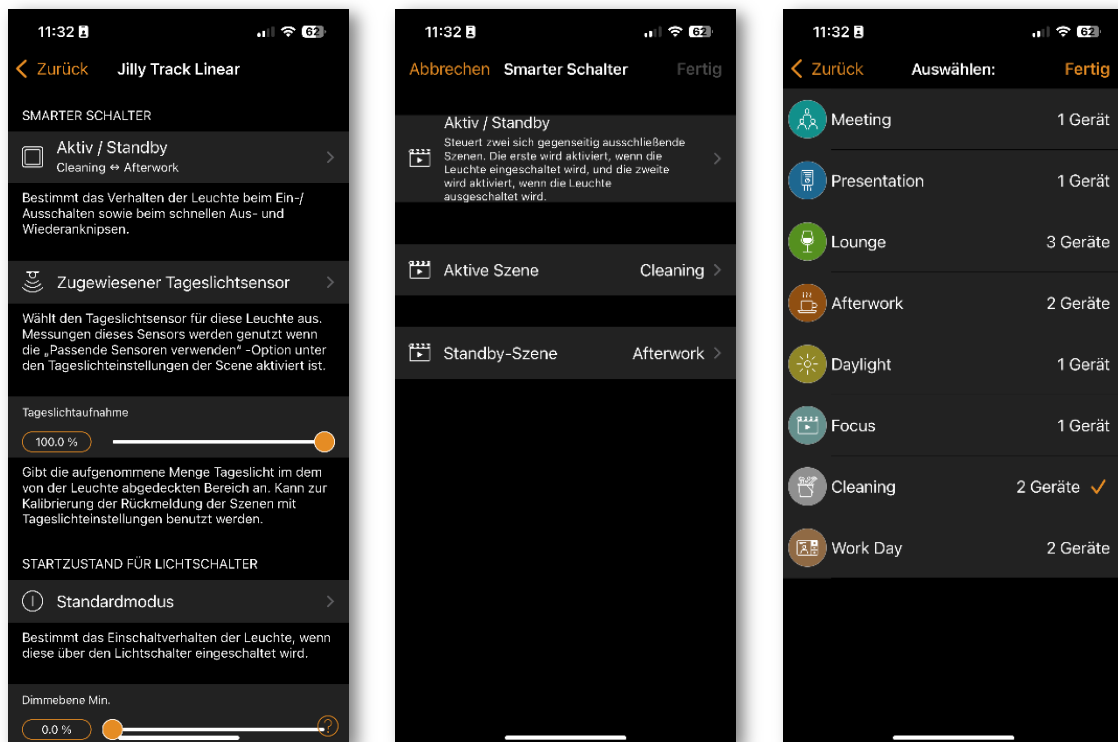 11:32
62
Zurück
Jilly Track Linear
SMARTER SCHALTER
Aktiv / Standby
Cleaning ⇔ Afterwork
Bestimmt das Verhalten der Leuchte beim Ein-/
Ausschalten sowie beim schnellen Aus- und
Wiederanknipsen.
Zugewiesener Tageslichtsensor
Wählt den Tageslichtsensor für diese Leuchte aus.
Messungen dieses Sensors werden genutzt wenn
die „Passende Sensoren verwenden“ -Option unter
den Tageslichteinstellungen der Scene aktiviert ist.
Tageslichtaufnahme
100.0 %
Gibt die aufgenommene Menge Tageslicht im dem
von der Leuchte abgedeckten Bereich an. Kann zur
Kalibrierung der Rückmeldung der Szenen mit
Tageslichteinstellungen benutzt werden.
STARTZUSTAND FÜR LICHTSCHALTER
Standardmodus
Bestimmt das Einschaltverhalten der Leuchte, wenn
diese über den Lichtschalter eingeschaltet wird.
Dimmebene Min.
0.0 %
?
11:32
62
Abbrechen
Smarter Schalter
Fertig
Aktiv / Standby
Steuert zwei sich gegenseitig ausschließende
Szenen. Die erste wird aktiviert, wenn die
Leuchte eingeschaltet wird, und die zweite
wird aktiviert, wenn die Leuchte
ausgeschaltet wird.
Aktive Szene
Cleaning
Standby-Szene
Afterwork
11:32
62
Zurück
Auswählen:
Fertig
Meeting
1 Gerät
Presentation
1 Gerät
Lounge
3 Geräte
Afterwork
2 Geräte
Daylight
1 Gerät
Focus
1 Gerät
Cleaning
2 Geräte
Work Day
2 Geräte